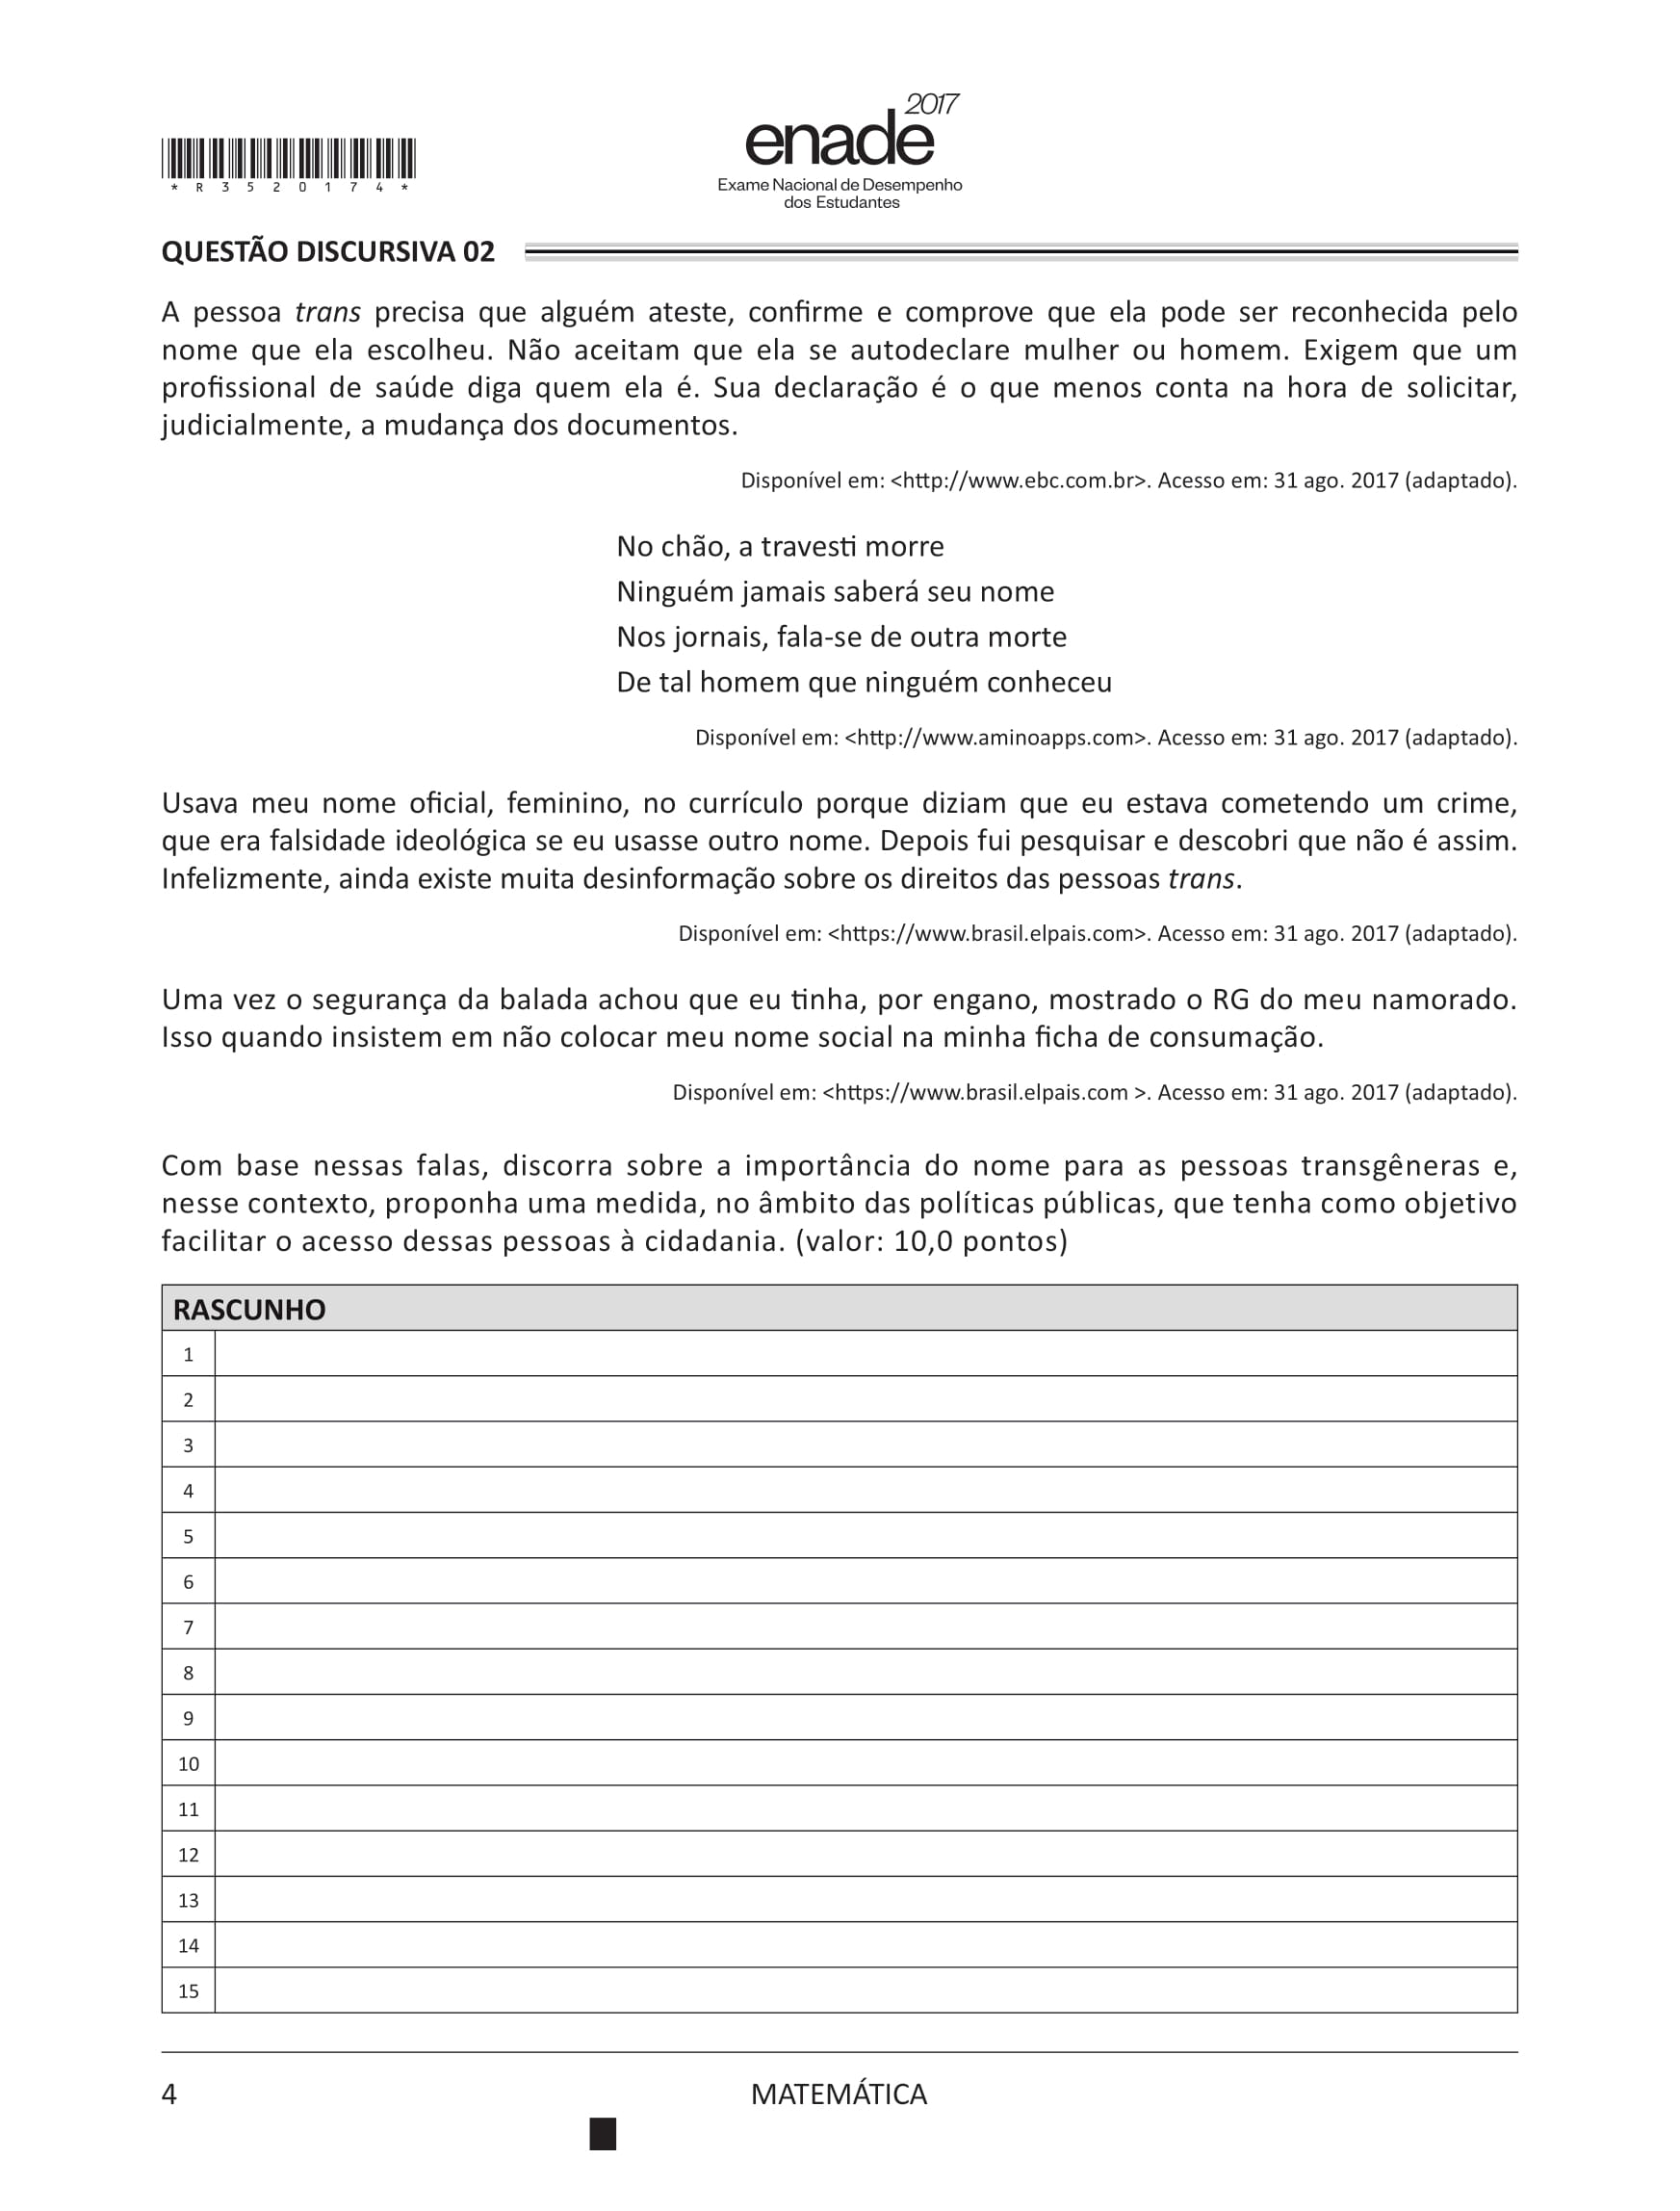 2017
enade
Exame Nacional de Desempenho
dos Estudantes
* R 3 5 2 0 1 7 4 *
QUESTÃO DISCURSIVA 02
A pessoa trans precisa que alguém ateste, confirme e comprove que ela pode ser reconhecida pelo
nome que ela escolheu. Não aceitam que ela se autodeclare mulher ou homem. Exigem que um
profissional de saúde diga quem ela é. Sua declaração é o que menos conta na hora de solicitar,
judicialmente, a mudança dos documentos.
Disponível em: <http://www.ebc.com.br>. Acesso em: 31 ago. 2017 (adaptado).
No chão, a travesti morre
Ninguém jamais saberá seu nome
Nos jornais, fala-se de outra morte
De tal homem que ninguém conheceu
Disponível em: <http://www.aminoapps.com>. Acesso em: 31 ago. 2017 (adaptado).
Usava meu nome oficial, feminino, no currículo porque diziam que eu estava cometendo um crime,
que era falsidade ideológica se eu usasse outro nome. Depois fui pesquisar e descobri que não é assim.
Infelizmente, ainda existe muita desinformação sobre os direitos das pessoas trans.
Disponível em: <https://www.brasil.elpais.com>. Acesso em: 31 ago. 2017 (adaptado).
Uma vez o segurança da balada achou que eu tinha, por engano, mostrado o RG do meu namorado.
Isso quando insistem em não colocar meu nome social na minha ficha de consumação.
Disponível em: <https://www.brasil.elpais.com >. Acesso em: 31 ago. 2017 (adaptado).
Com base nessas falas, discorra sobre a importância do nome para as pessoas transgêneras e,
nesse contexto, proponha uma medida, no âmbito das políticas públicas, que tenha como objetivo
facilitar o acesso dessas pessoas à cidadania. (valor: 10,0 pontos)
RASCUNHO
1
2
3
4
5
6
7
8
9
10
11
12
13
14
15
4
MATEMÁTICA